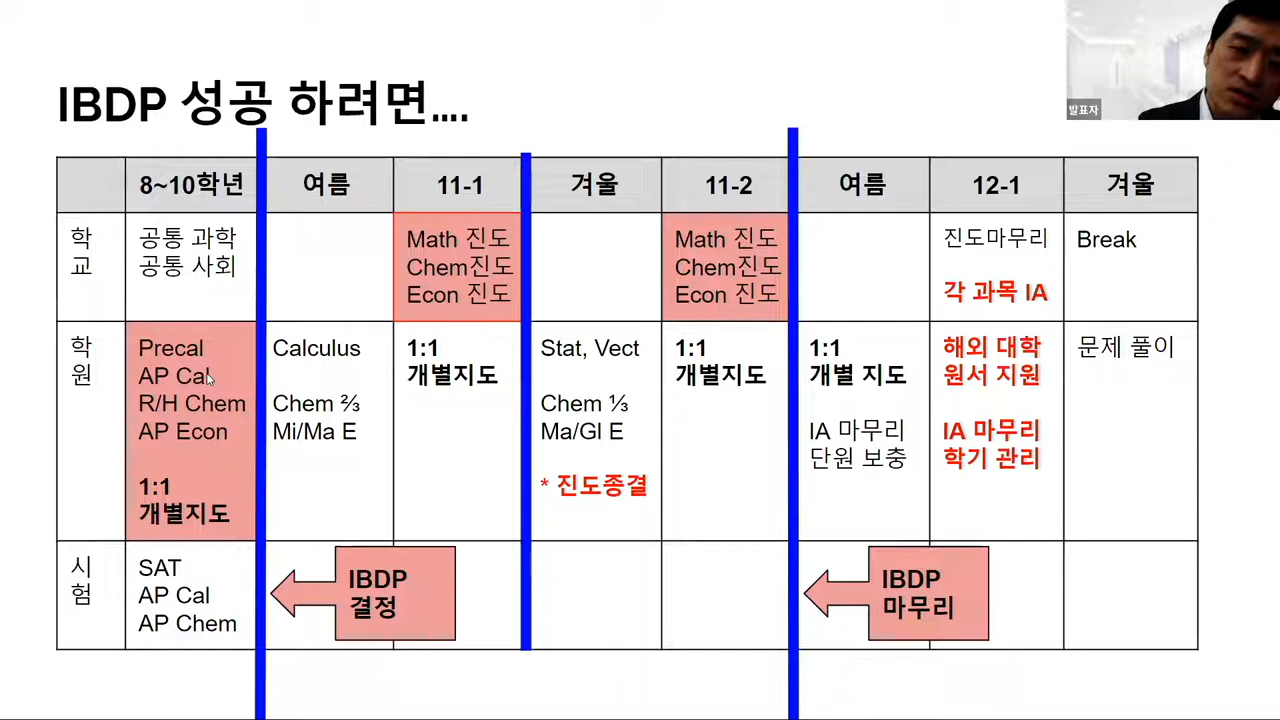 발표자
IBDP 성공 하려면....
8~10학년
여름
11-1
겨울
11-2
여름
12-1
겨울
학
교
공통 과학
공통 사회
Math 진도
Chem진도
Econ 진도
Math 진도
Chem진도
Econ 진도
진도마무리
각 과목 IA
Break
학
원
Precal
AP Cal
R/H Chem
AP Econ
1:1
개별지도
Calculus
Chem ⅔
Mi/Ma E
1:1
개별지도
Stat, Vect
Chem ⅓
Ma/Gl E
* 진도종결
1:1
개별지도
1:1
개별 지도
IA 마무리
단원 보충
해외 대학
원서 지원
IA 마무리
학기 관리
문제 풀이
시
험
SAT
AP Cal
AP Chem
IBDP
결정
IBDP
마무리